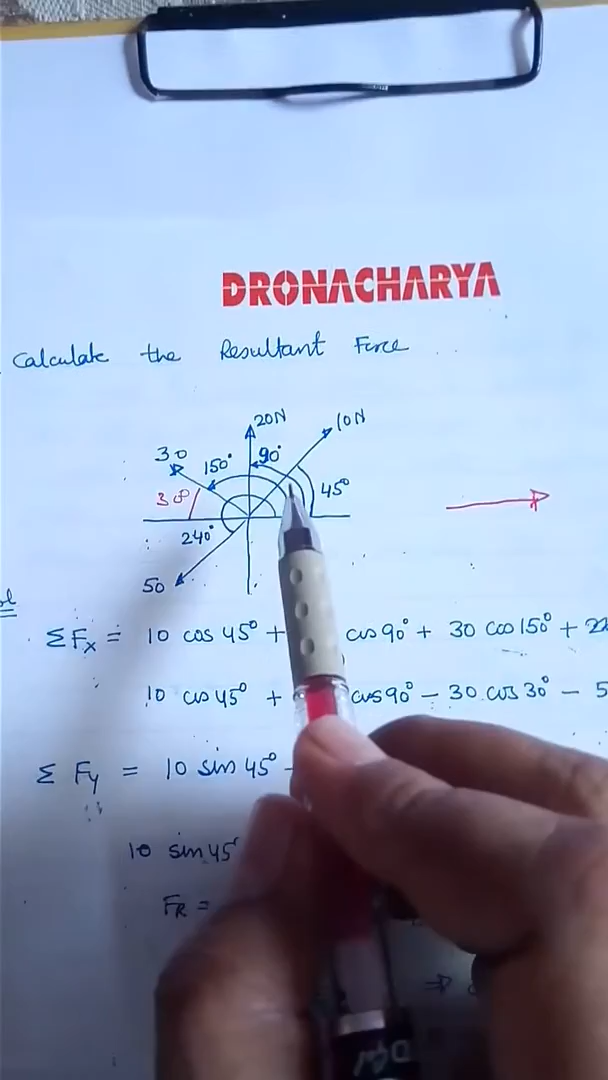 DRONACHARYA
Calculate the Resultant Force
20N
10N
30
150°
90°
30°
45°
240°
50
ΣFx = 10 cos 45° + cos 90° + 30 cos 150° +
10 cos 45° + cos 90° - 30 cos 30° - 5
Σ Fy = 10 sin 45°
10 sin 45
FR =